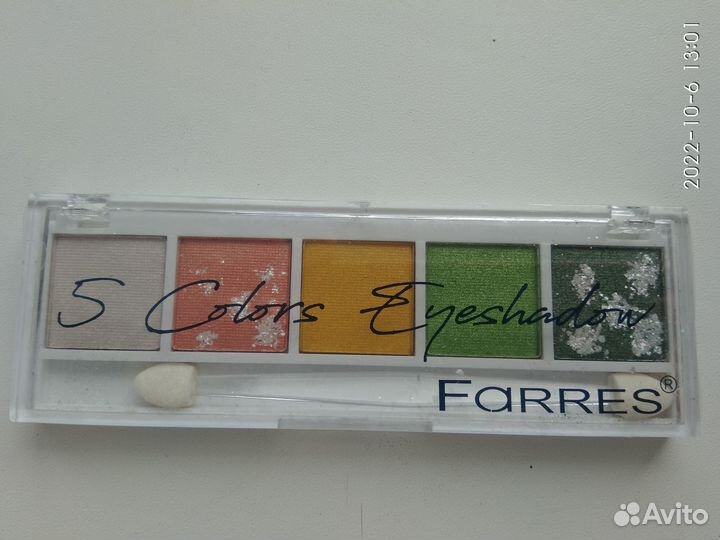 2022-10-6 13:01
5 Colors Eyeshadow
FARRES®
Avito